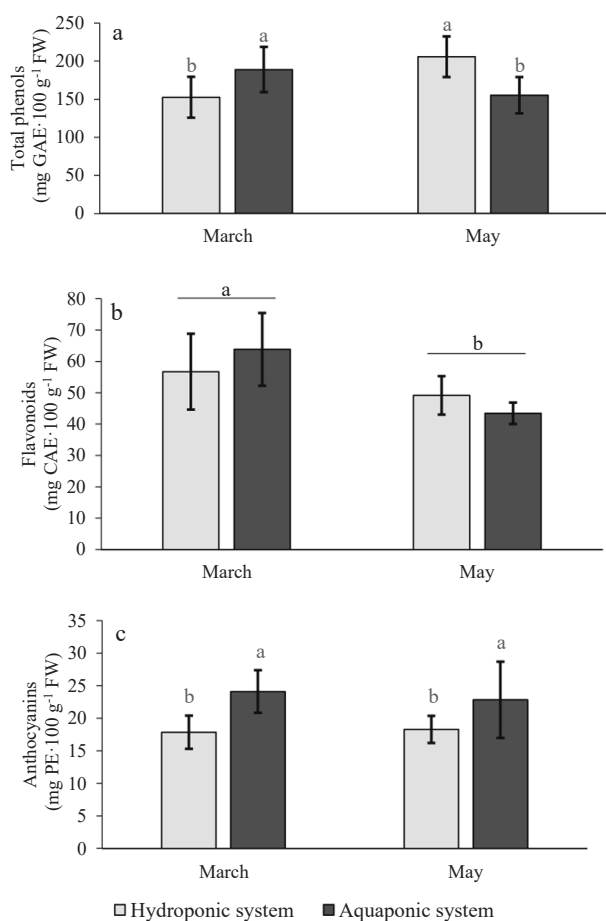 a
Total phenols
(mg GAE·100 g⁻¹ FW)
250
200
150
100
50
0
b
a
a
b
March
May
b
Flavonoids
(mg CAE·100 g⁻¹ FW)
80
70
60
50
40
30
20
10
0
a
b
March
May
c
Anthocyanins
(mg PE·100 g⁻¹ FW)
35
30
25
20
15
10
5
0
b
a
b
a
March
May
Hydroponic system
Aquaponic system